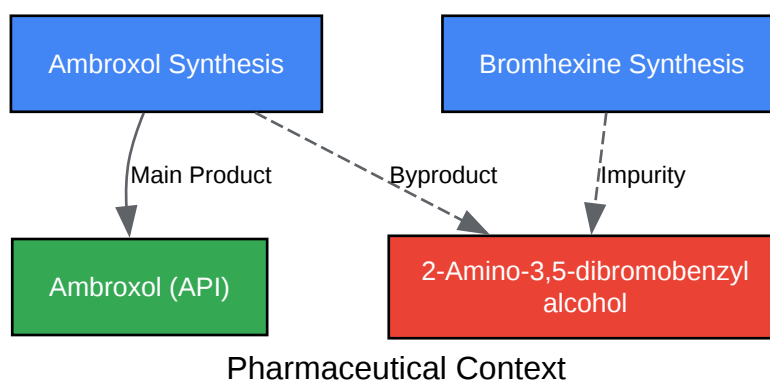 Ambroxol Synthesis
Bromhexine Synthesis
Main Product
Byproduct
Impurity
Ambroxol (API)
2-Amino-3,5-dibromobenzyl
alcohol
Pharmaceutical Context